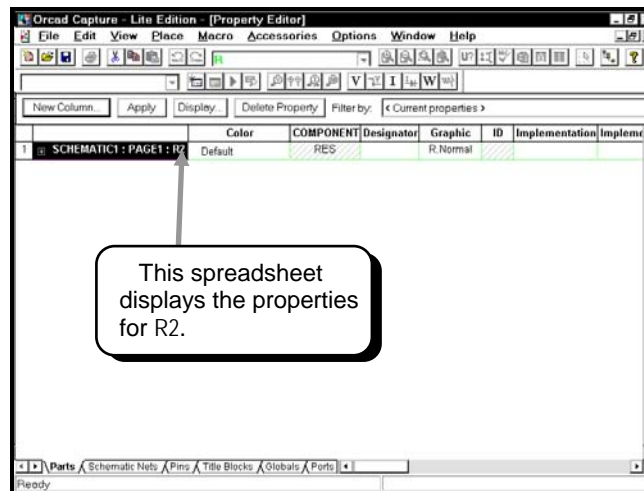 Orcad Capture - Lite Edition - [Property Editor]
File Edit View Place Macro Accessories Options Window Help
R
U?
V I W
New Column... Apply Display... Delete Property Filter by: < Current properties >
Color COMPONENT Designator Graphic ID Implementation Impleme
1 SCHEMATIC1 : PAGE1 : R2 Default RES R.Normal
This spreadsheet
displays the properties
for R2.
Parts Schematic Nets Pins Title Blocks Globals Ports
Ready